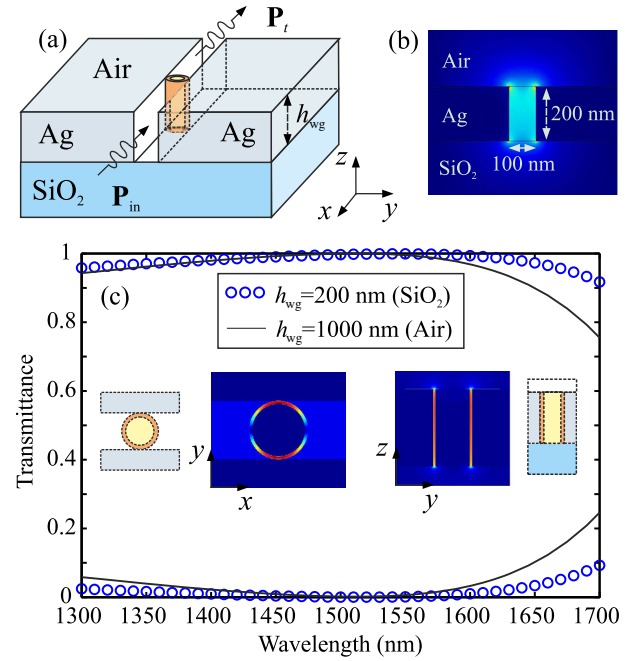 (a)
P_t
Air
Ag
Ag
h_wg
SiO₂
P_in
z
x
y
(b)
Air
Ag
200 nm
100 nm
SiO₂
(c)
h_wg=200 nm (SiO₂)
h_wg=1000 nm (Air)
Transmittance
1
0.8
0.6
0.4
0.2
0
y
x
z
y
1300 1350 1400 1450 1500 1550 1600 1650 1700
Wavelength (nm)